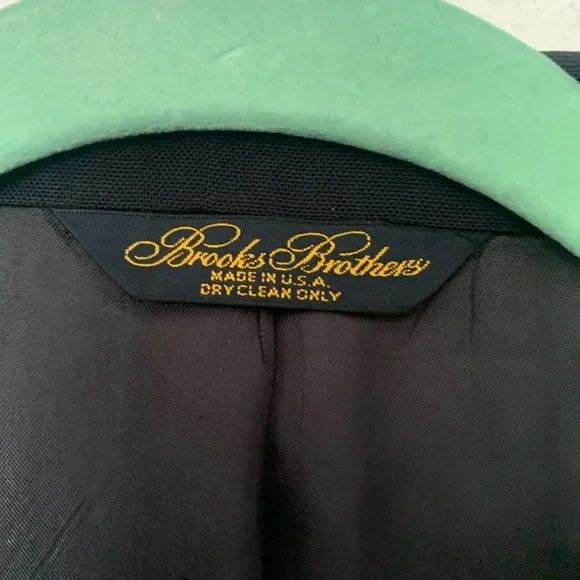 Brooks Brothers
MADE IN U.S.A.
DRY CLEAN ONLY